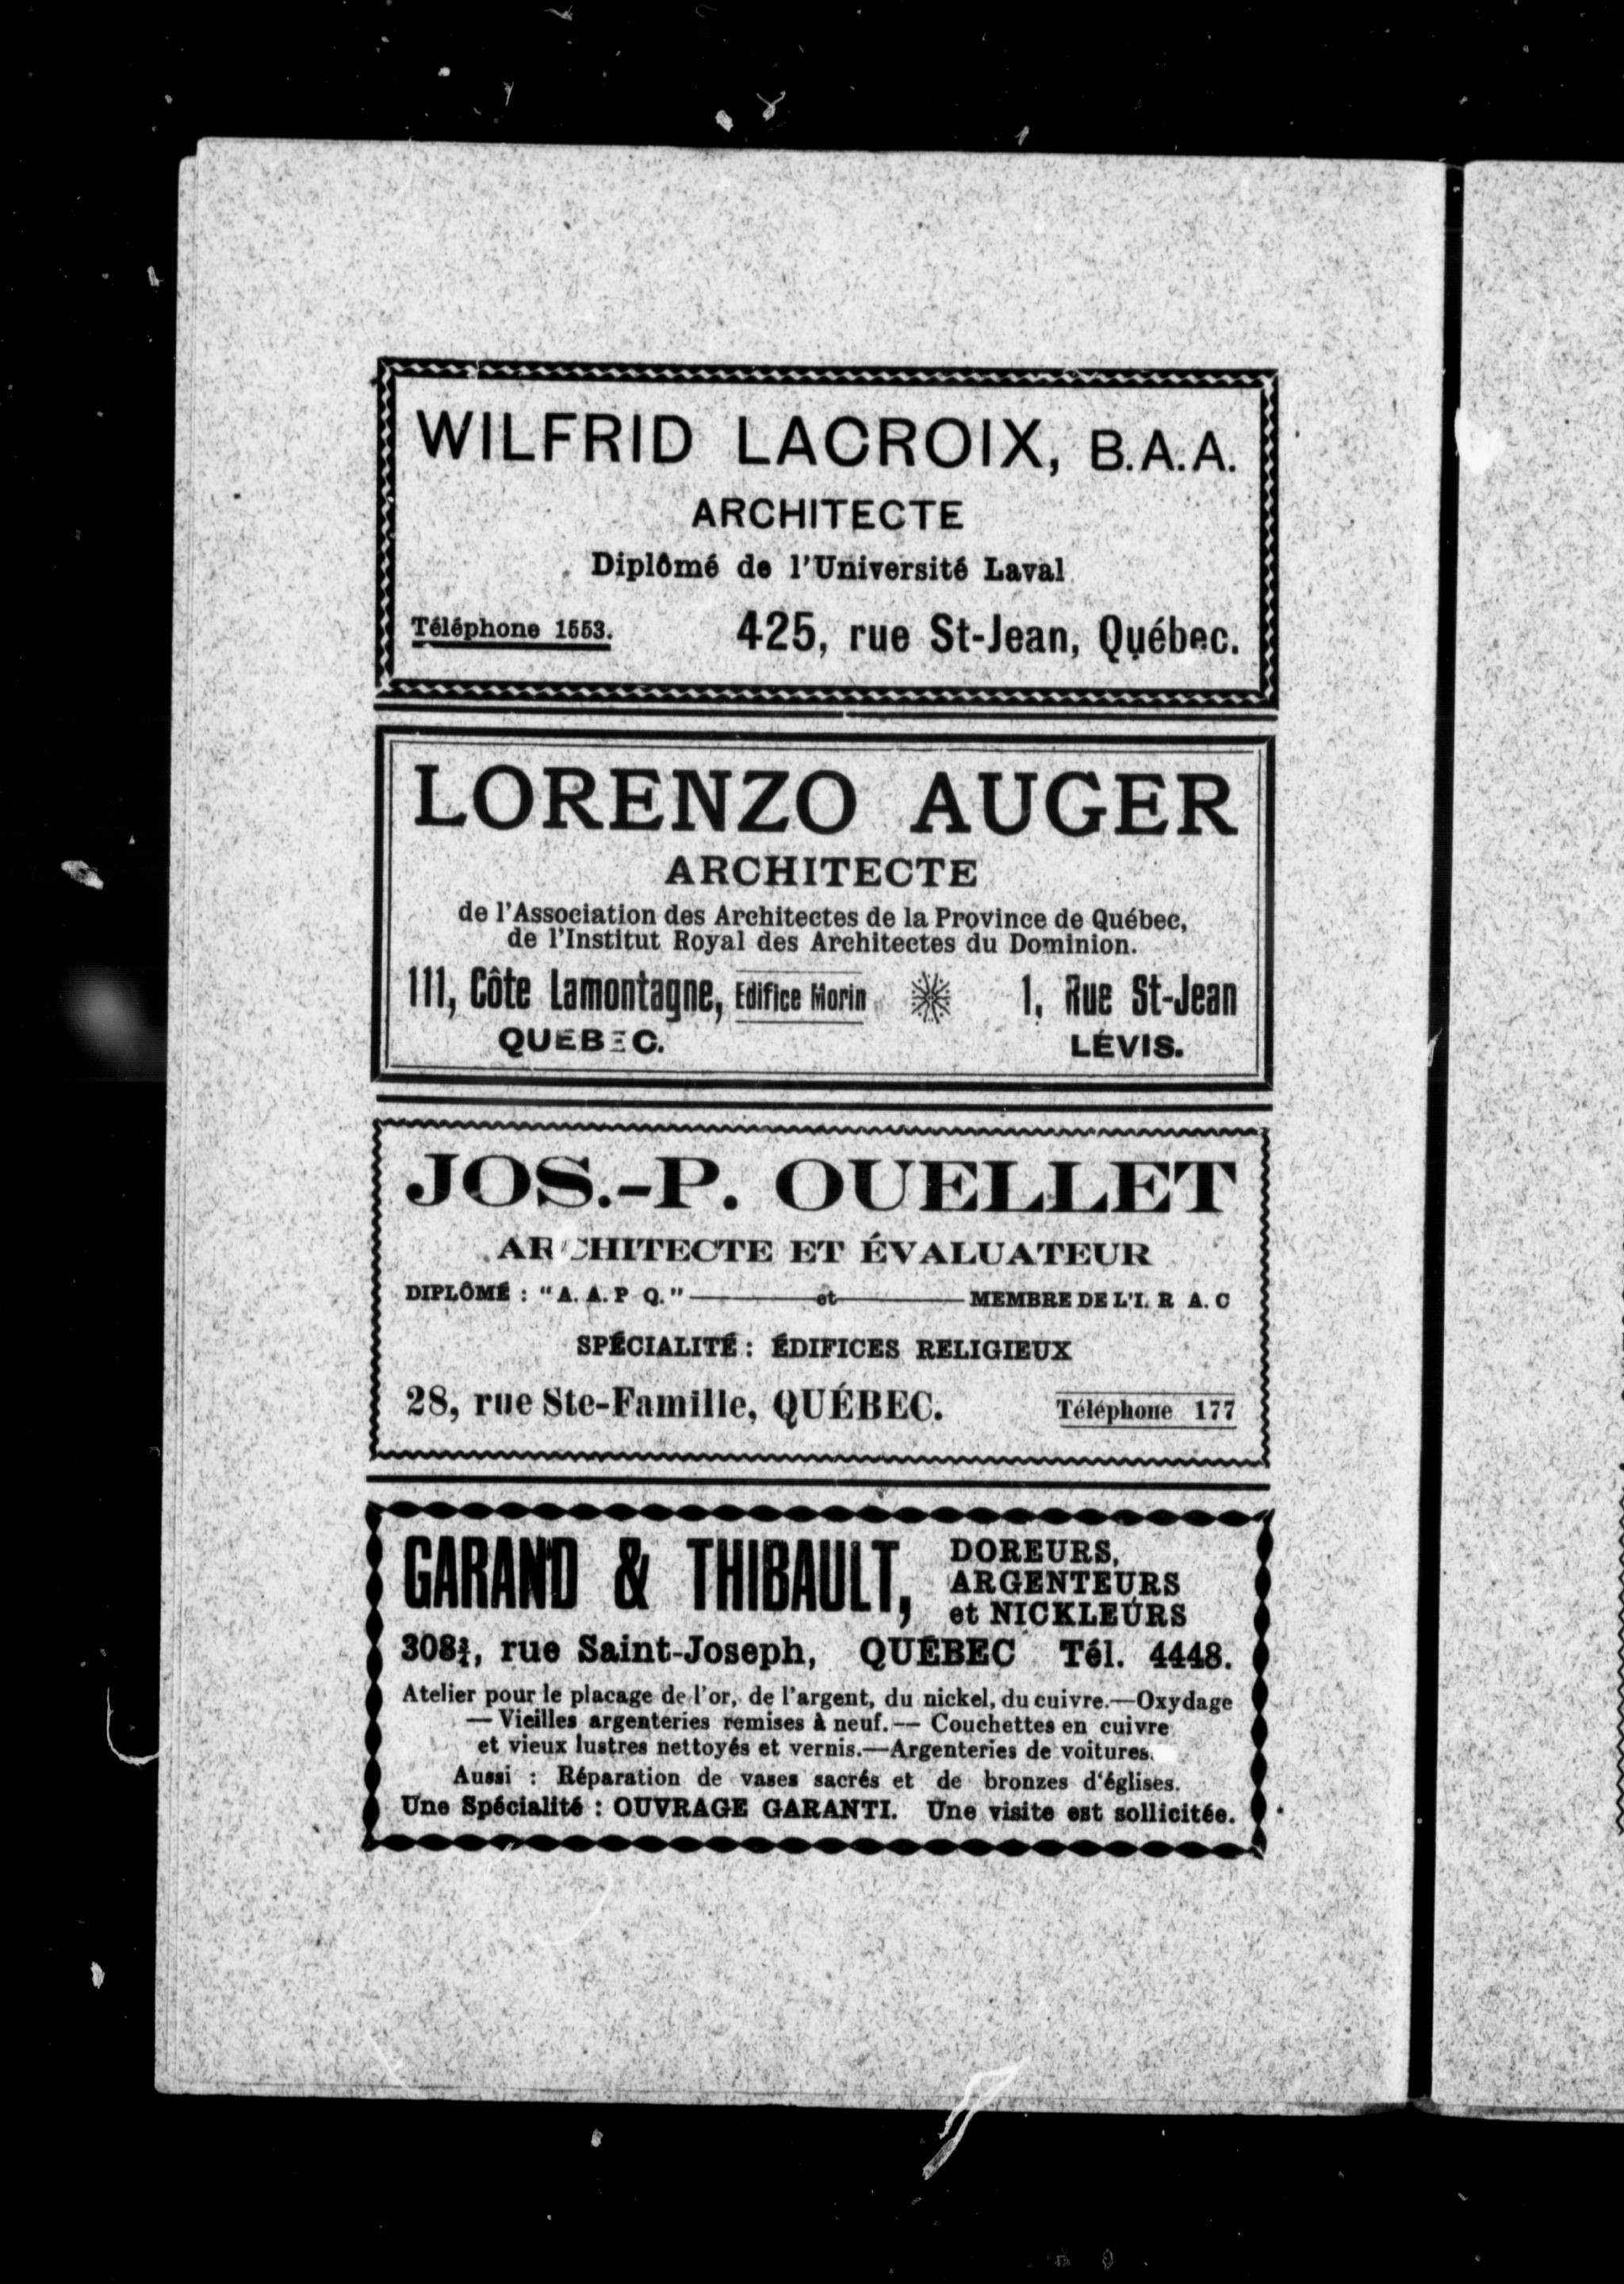 WILFRID LACROIX, B.A.A.
ARCHITECTE
Diplômé de l'Université Laval
Téléphone 1553. 425, rue St-Jean, Québec.
LORENZO AUGER
ARCHITECTE
de l'Association des Architectes de la Province de Québec,
de l'Institut Royal des Architectes du Dominion.
111, Côte Lamontagne, Edifice Morin 1, Rue St-Jean
QUÉBEC. LÉVIS.
JOS.-P. OUELLET
ARCHITECTE ET ÉVALUATEUR
DIPLÔMÉ : "A. A. P Q." — et — MEMBRE DE L'I. R A. C
SPÉCIALITÉ : ÉDIFICES RELIGIEUX
28, rue Ste-Famille, QUÉBEC. Téléphone 177
GARAND & THIBAULT, DOREURS,
ARGENTEURS
et NICKLEURS
308¾, rue Saint-Joseph, QUÉBEC Tél. 4448.
Atelier pour le placage de l'or, de l'argent, du nickel, du cuivre.—Oxydage
— Vieilles argenteries remises à neuf.— Couchettes en cuivre
et vieux lustres nettoyés et vernis.—Argenteries de voitures.
Aussi : Réparation de vases sacrés et de bronzes d'églises.
Une Spécialité : OUVRAGE GARANTI. Une visite est sollicitée.